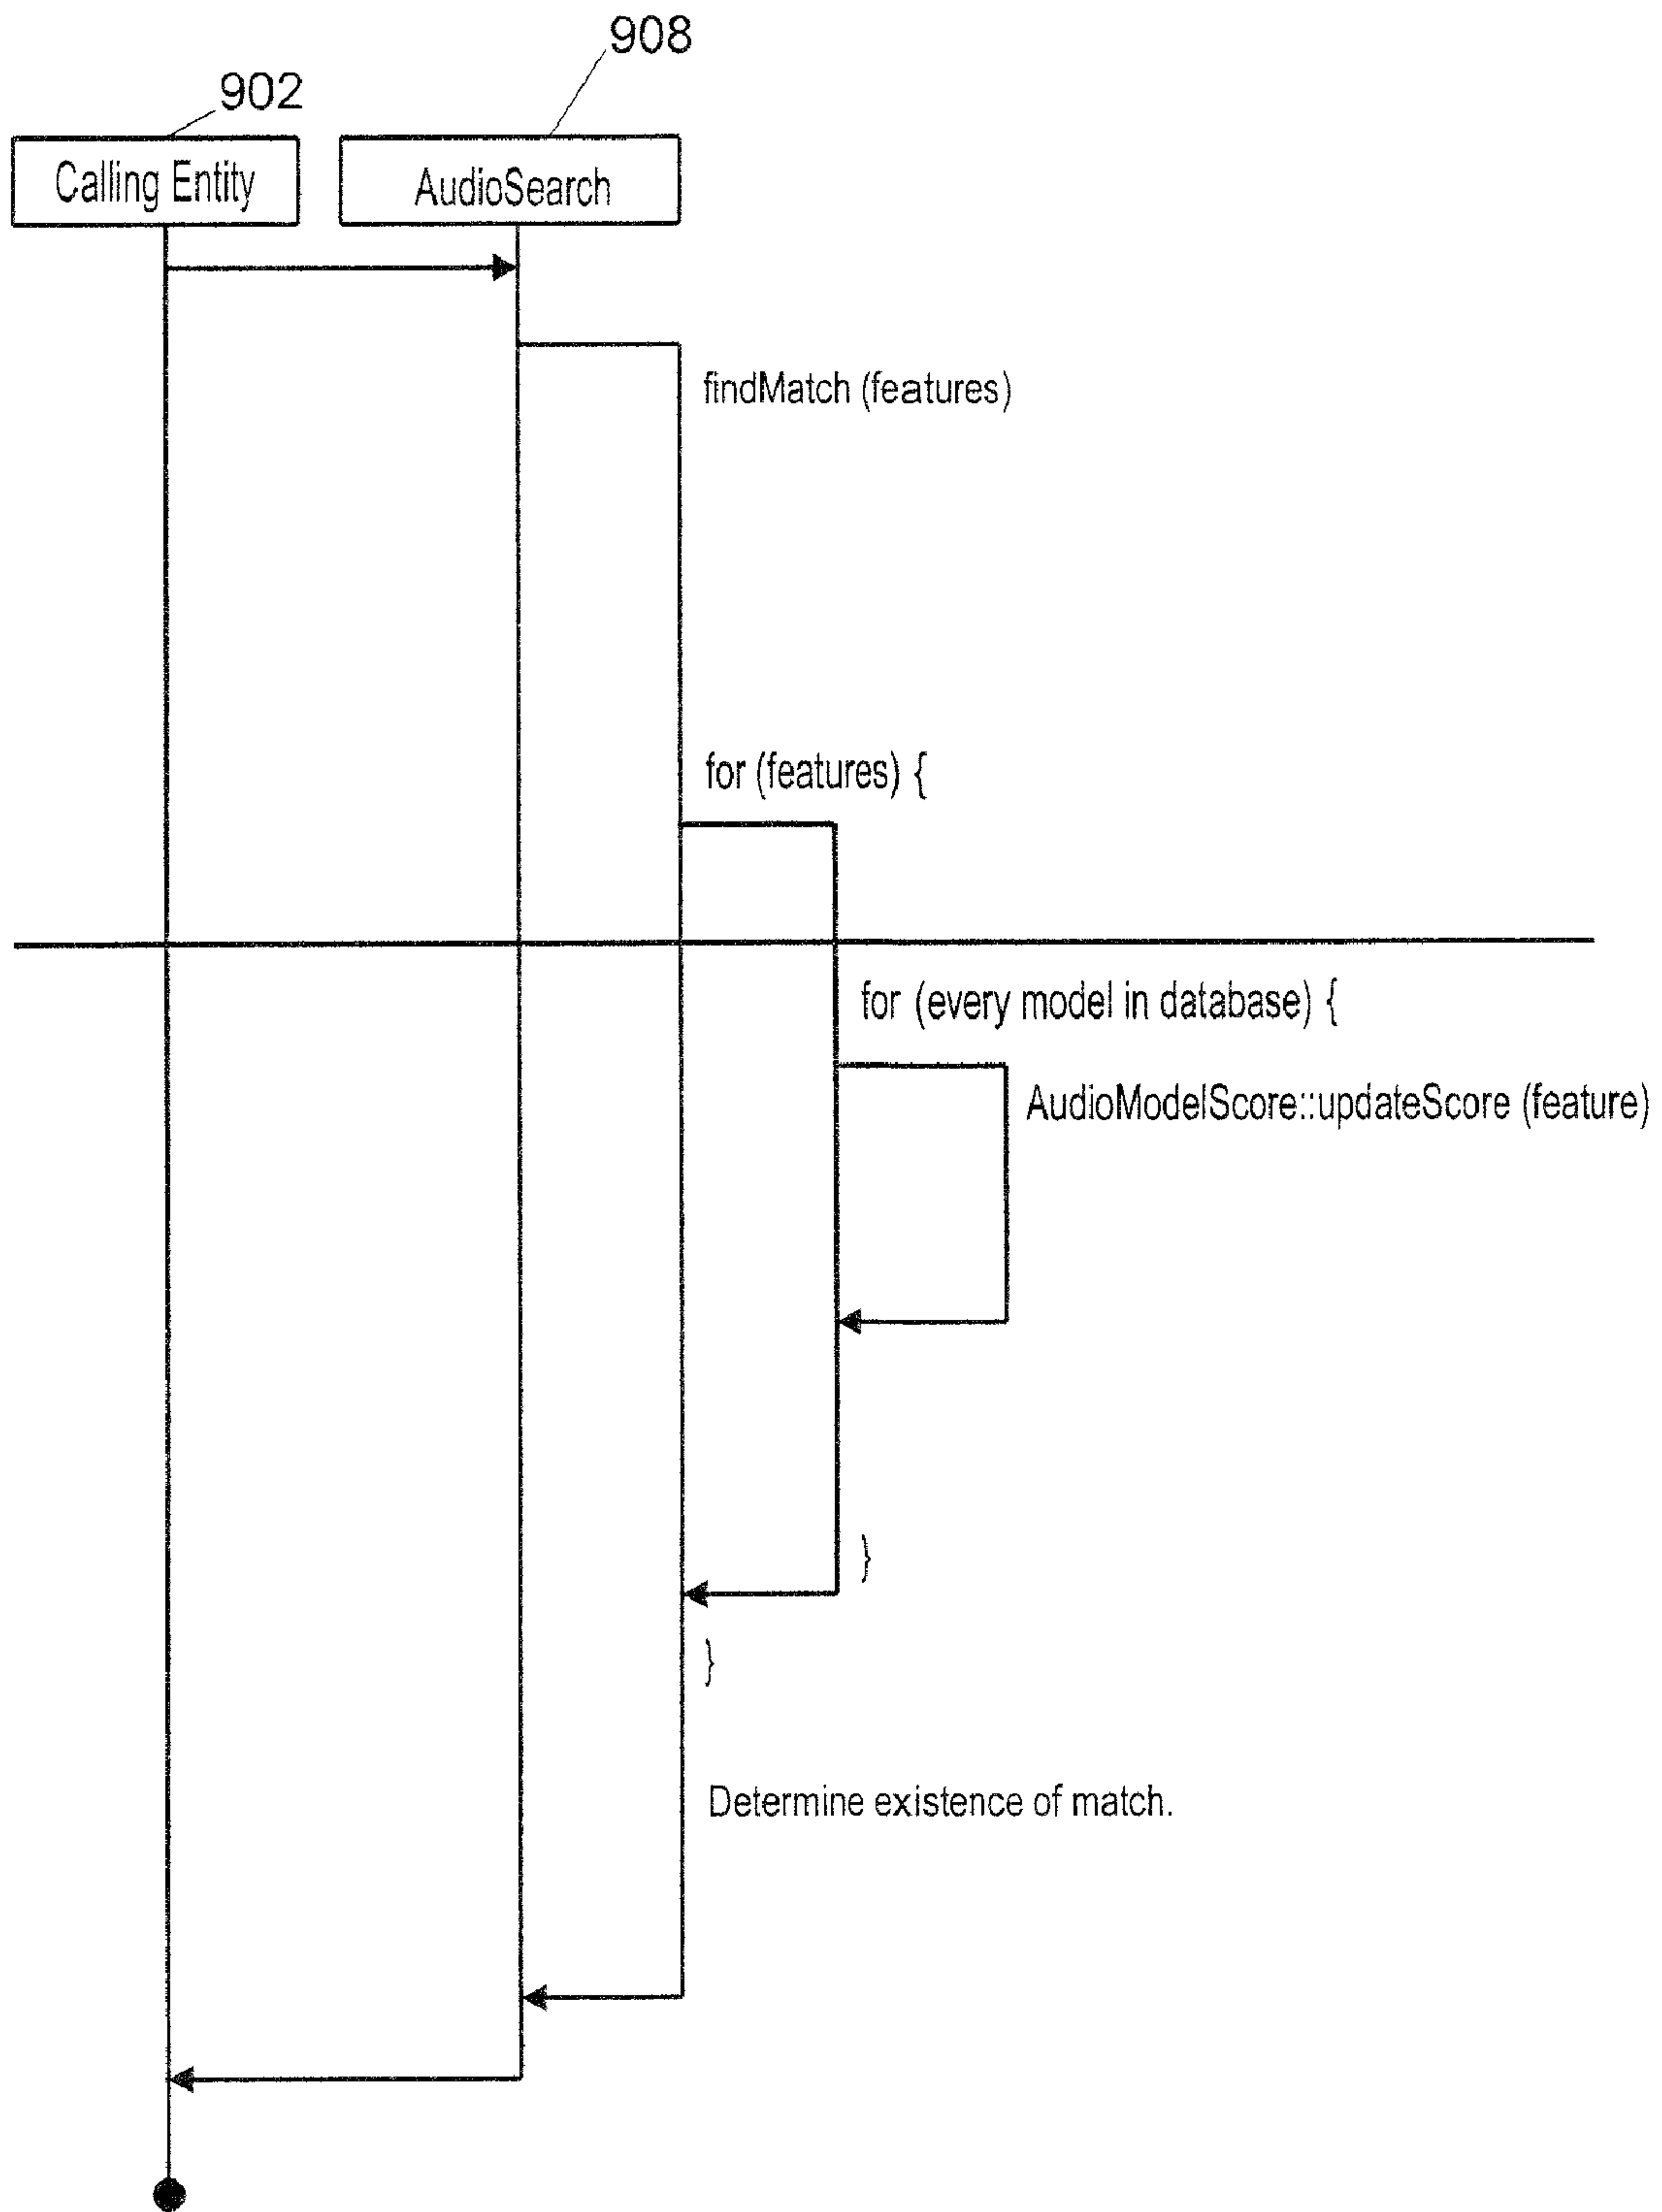 908
902
Calling Entity
AudioSearch
findMatch (features)
for (features) {
for (every model in database) {
AudioModelScore::updateScore (feature)
}
}
Determine existence of match.